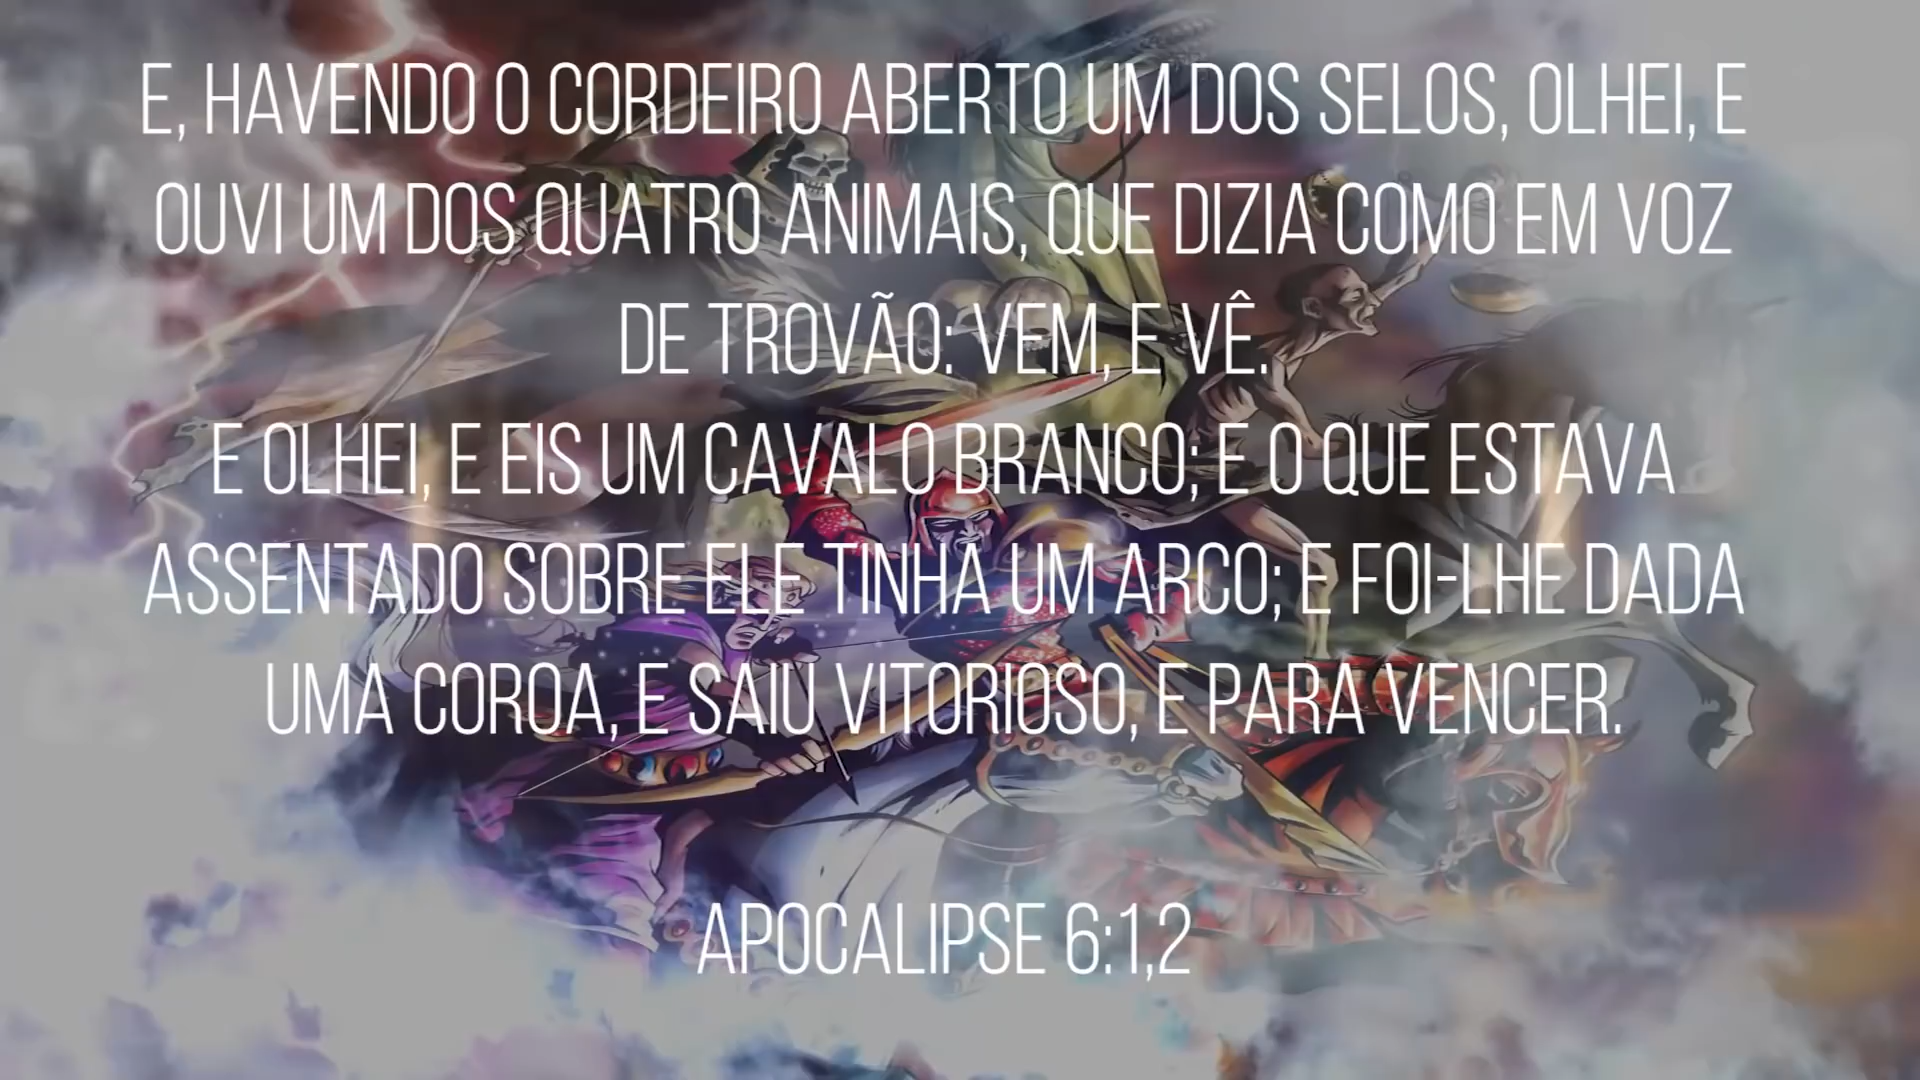 E, HAVENDO O CORDEIRO ABERTO UM DOS SELOS, OLHEI, E
OUVI UM DOS QUATRO ANIMAIS, QUE DIZIA COMO EM VOZ
DE TROVÃO: VEM, E VÊ.
E OLHEI, E EIS UM CAVALO BRANCO; E O QUE ESTAVA
ASSENTADO SOBRE ELE TINHA UM ARCO; E FOI-LHE DADA
UMA COROA, E SAIU VITORIOSO, E PARA VENCER.
APOCALIPSE 6:1,2